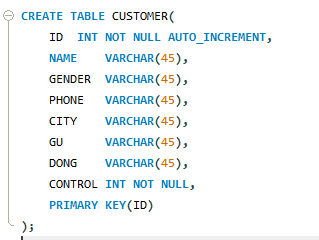 CREATE TABLE CUSTOMER(
ID INT NOT NULL AUTO_INCREMENT,
NAME VARCHAR(45),
GENDER VARCHAR(45),
PHONE VARCHAR(45),
CITY VARCHAR(45),
GU VARCHAR(45),
DONG VARCHAR(45),
CONTROL INT NOT NULL,
PRIMARY KEY(ID)
);